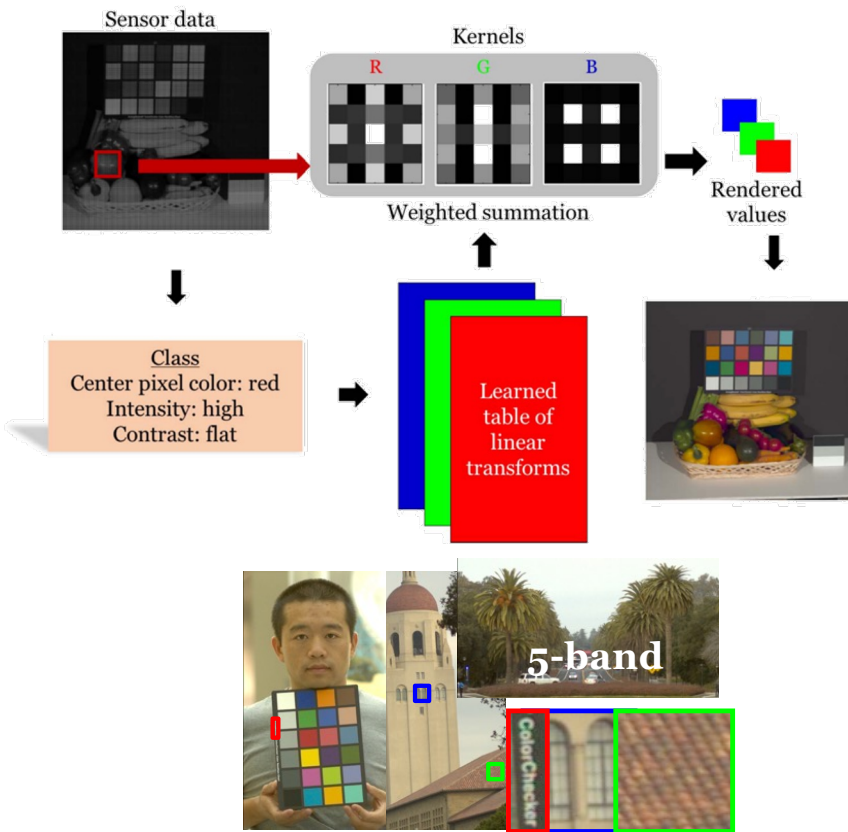 Sensor data
Kernels
R
G
B
Weighted summation
Rendered
values
Class
Center pixel color: red
Intensity: high
Contrast: flat
Learned
table of
linear
transforms
5-band
ColorChecker